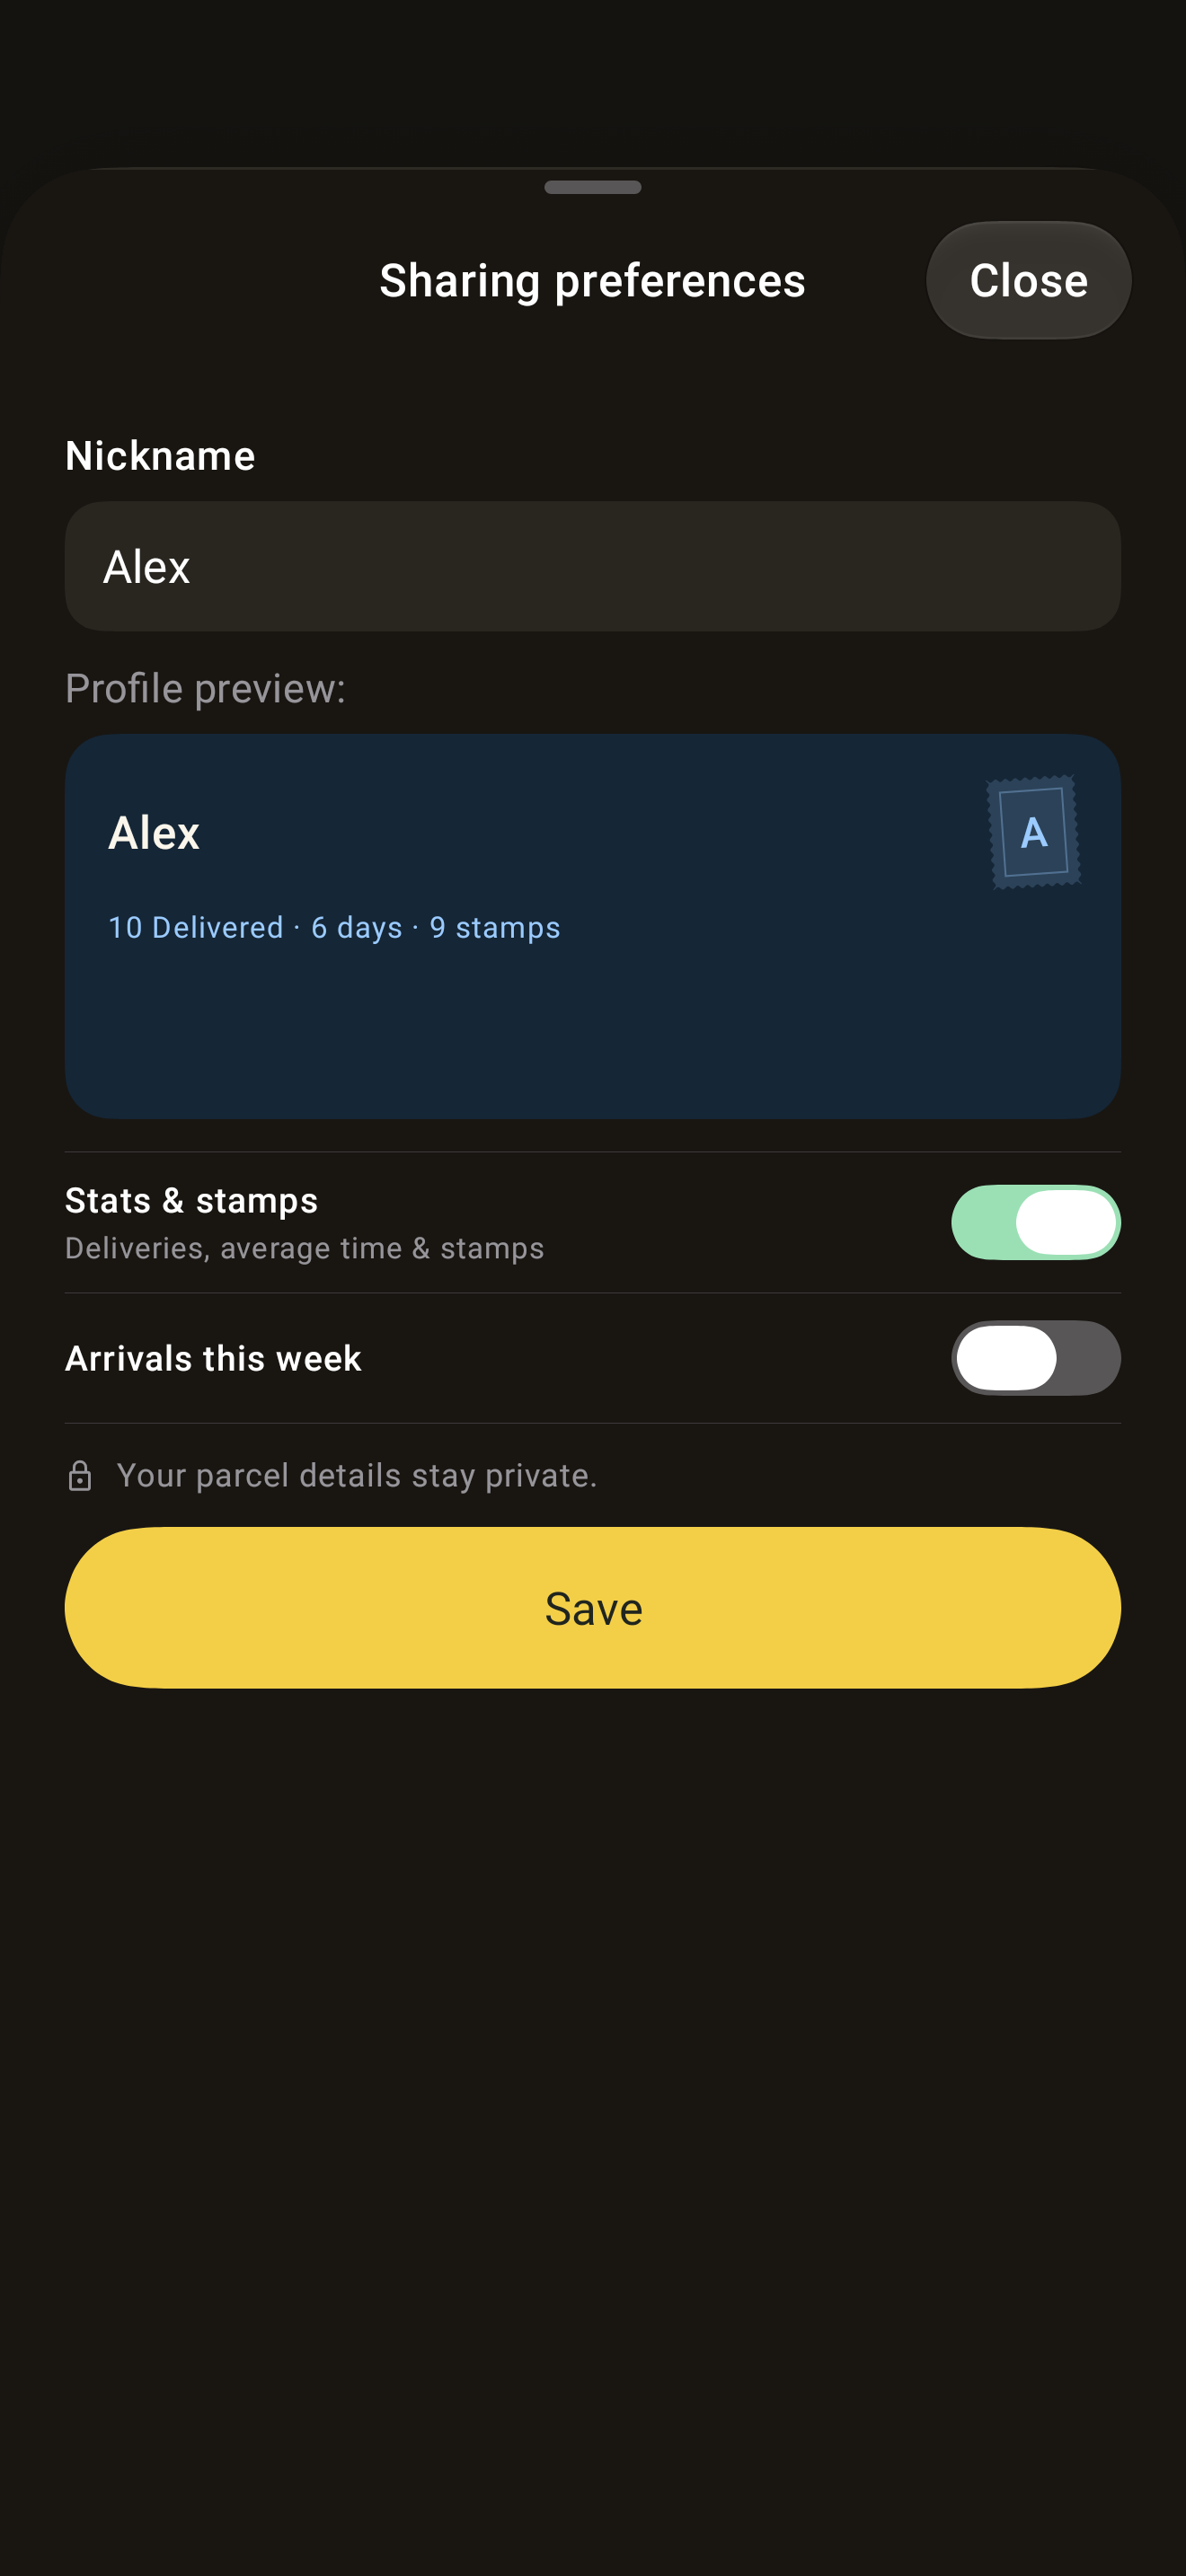 Sharing preferences
Close
Nickname
Alex
Profile preview:
Alex
A
10 Delivered · 6 days · 9 stamps
Stats & stamps
Deliveries, average time & stamps
Arrivals this week
Your parcel details stay private.
Save